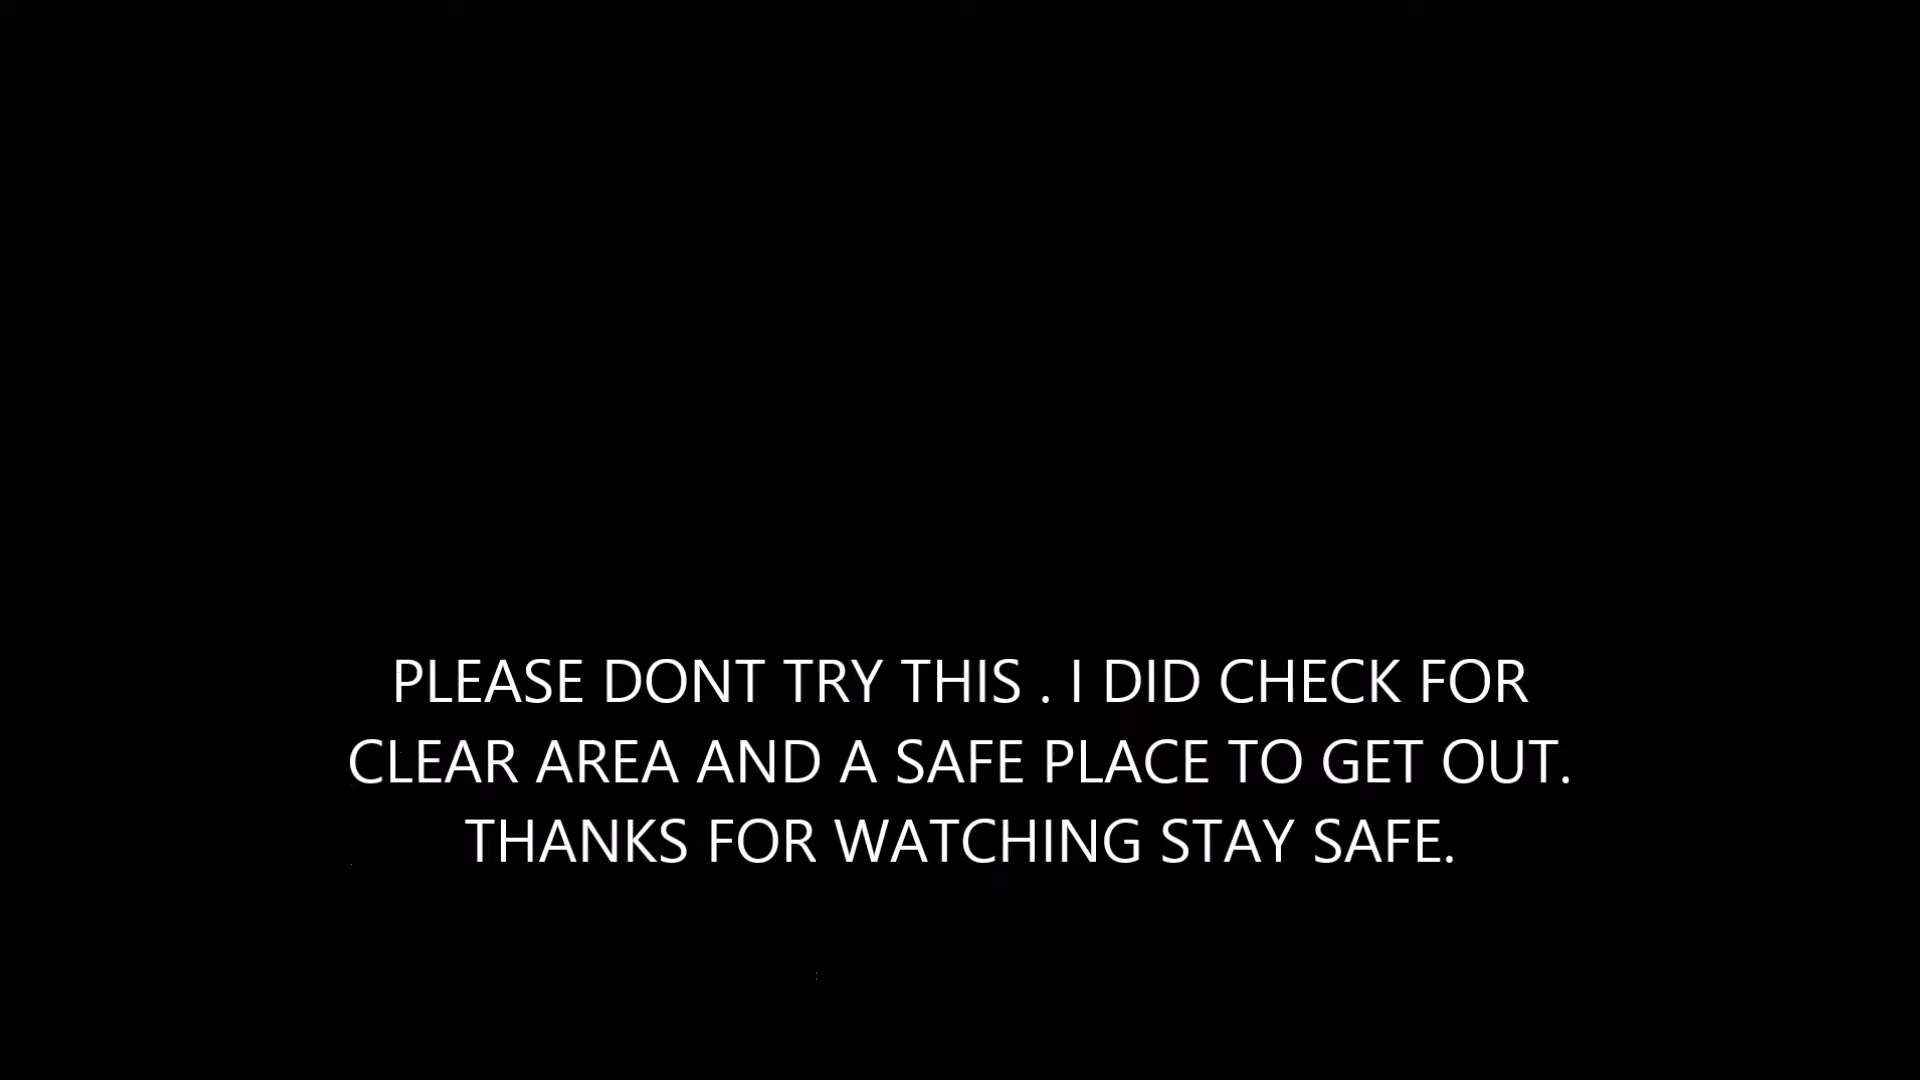 PLEASE DONT TRY THIS . I DID CHECK FOR
CLEAR AREA AND A SAFE PLACE TO GET OUT.
THANKS FOR WATCHING STAY SAFE.